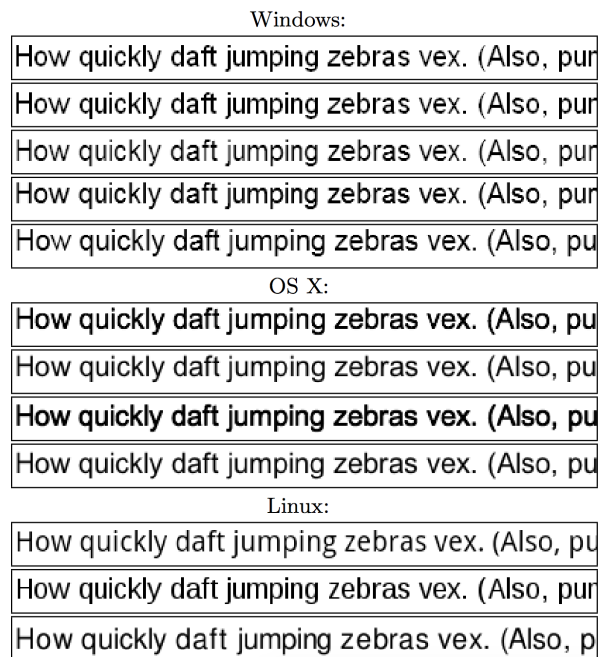 Windows:
How quickly daft jumping zebras vex. (Also, pur
How quickly daft jumping zebras vex. (Also, pur
How quickly daft jumping zebras vex. (Also, pur
How quickly daft jumping zebras vex. (Also, pur
How quickly daft jumping zebras vex. (Also, pu
OS X:
How quickly daft jumping zebras vex. (Also, pu
How quickly daft jumping zebras vex. (Also, pu
How quickly daft jumping zebras vex. (Also, pu
How quickly daft jumping zebras vex. (Also, pu
Linux:
How quickly daft jumping zebras vex. (Also, pu
How quickly daft jumping zebras vex. (Also, pur
How quickly daft jumping zebras vex. (Also, p